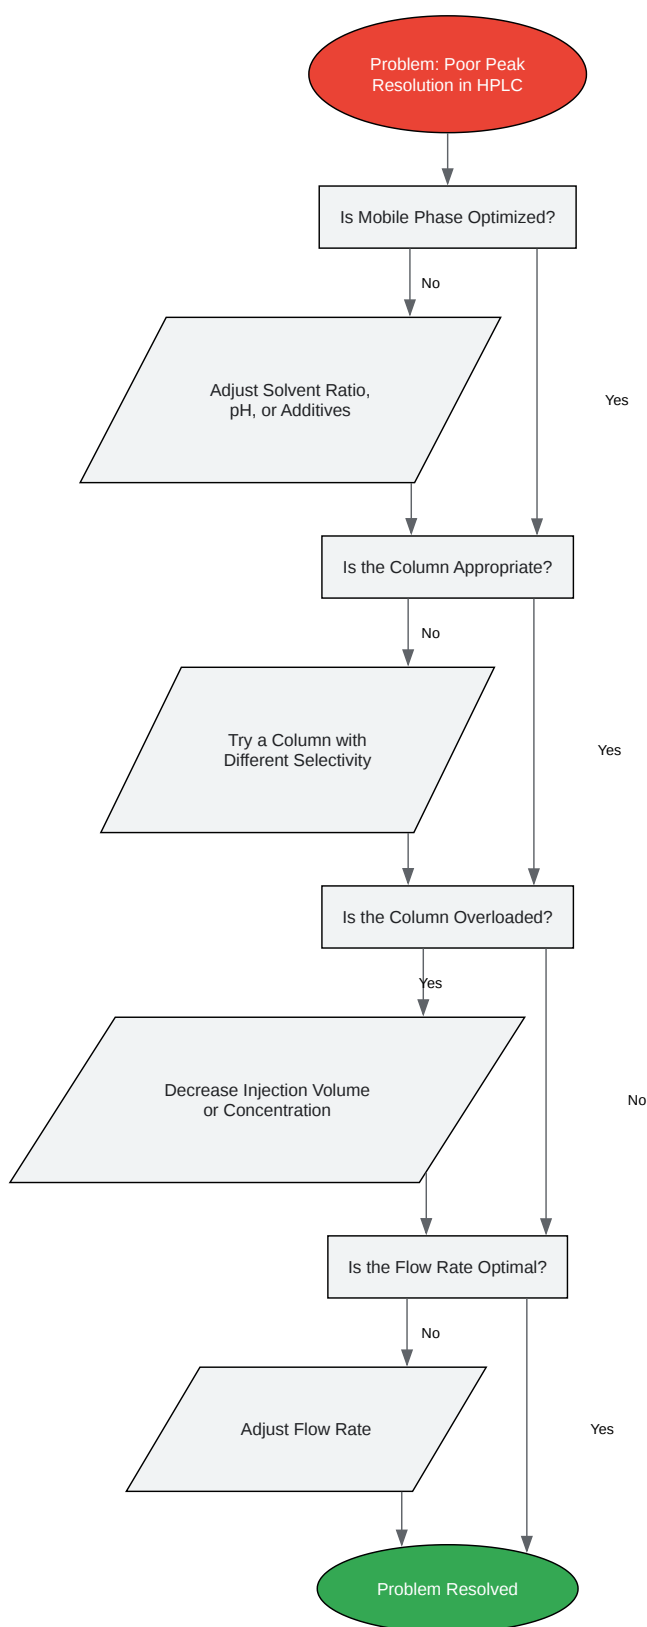 Problem: Poor Peak
Resolution in HPLC
Is Mobile Phase Optimized?
No
Adjust Solvent Ratio,
pH, or Additives
Yes
Is the Column Appropriate?
No
Try a Column with
Different Selectivity
Yes
Is the Column Overloaded?
Yes
Decrease Injection Volume
or Concentration
No
Is the Flow Rate Optimal?
No
Adjust Flow Rate
Yes
Problem Resolved